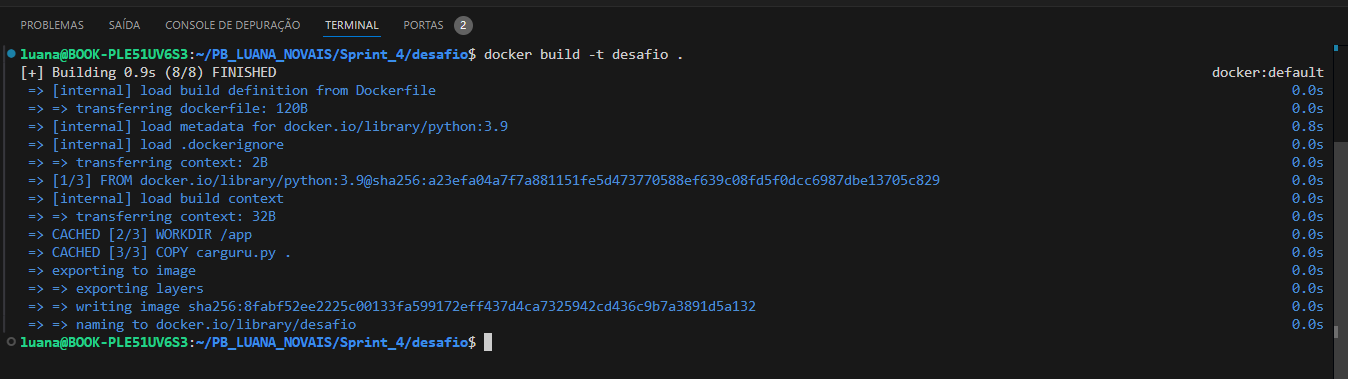 PROBLEMAS SAÍDA CONSOLE DE DEPURAÇÃO TERMINAL PORTAS 2
luana@BOOK-PLE51UV6S3:~/PB_LUANA_NOVAIS/Sprint_4/desafio$ docker build -t desafio .
[+] Building 0.9s (8/8) FINISHED docker:default
=> [internal] load build definition from Dockerfile 0.0s
=> => transferring dockerfile: 120B 0.0s
=> [internal] load metadata for docker.io/library/python:3.9 0.8s
=> [internal] load .dockerignore 0.0s
=> => transferring context: 2B 0.0s
=> [1/3] FROM docker.io/library/python:3.9@sha256:a23efa04a7f7a881151fe5d473770588ef639c08fd5f0dcc6987dbe13705c829 0.0s
=> [internal] load build context 0.0s
=> => transferring context: 32B 0.0s
=> CACHED [2/3] WORKDIR /app 0.0s
=> CACHED [3/3] COPY carguru.py . 0.0s
=> exporting to image 0.0s
=> => exporting layers 0.0s
=> => writing image sha256:8fabf52ee2225c00133fa599172eff437d4ca7325942cd436c9b7a3891d5a132 0.0s
=> => naming to docker.io/library/desafio 0.0s
luana@BOOK-PLE51UV6S3:~/PB_LUANA_NOVAIS/Sprint_4/desafio$